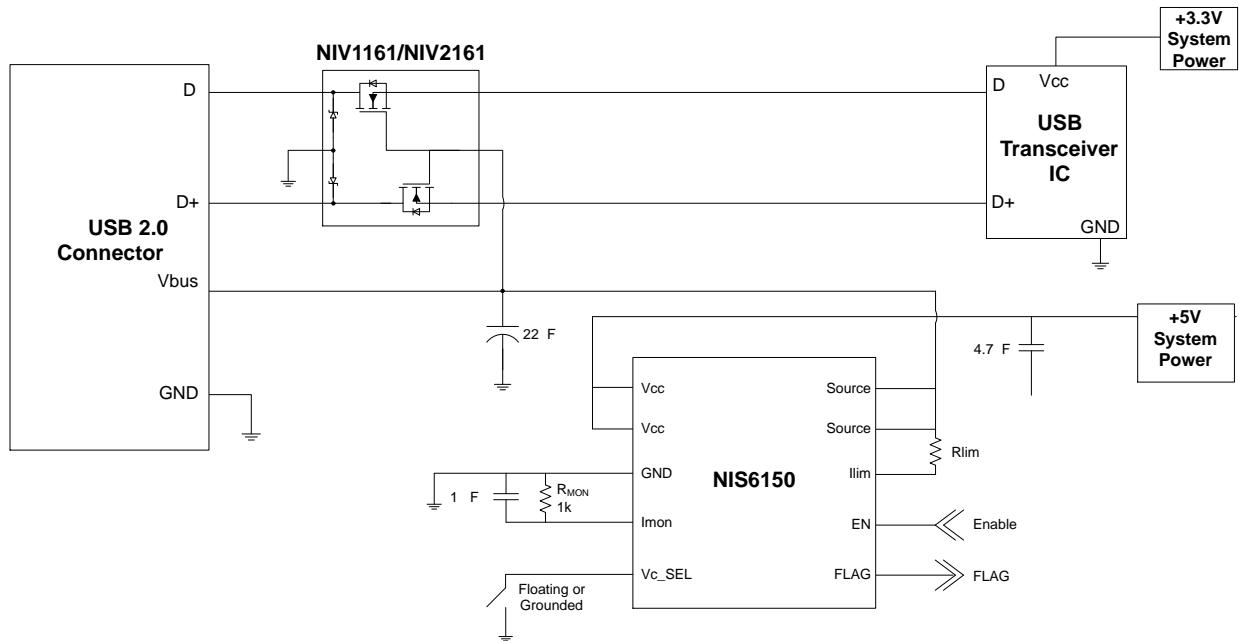 +3.3V
System
Power
NIV1161/NIV2161
D
D
Vcc
USB
Transceiver
IC
D+
D+
GND
USB 2.0
Connector
Vbus
22 F
+5V
System
Power
4.7 F
GND
Vcc
Source
Vcc
Source
Rlim
GND
NIS6150
Ilim
1 F
RMON
1k
Imon
EN
Enable
Vc_SEL
FLAG
FLAG
Floating or
Grounded